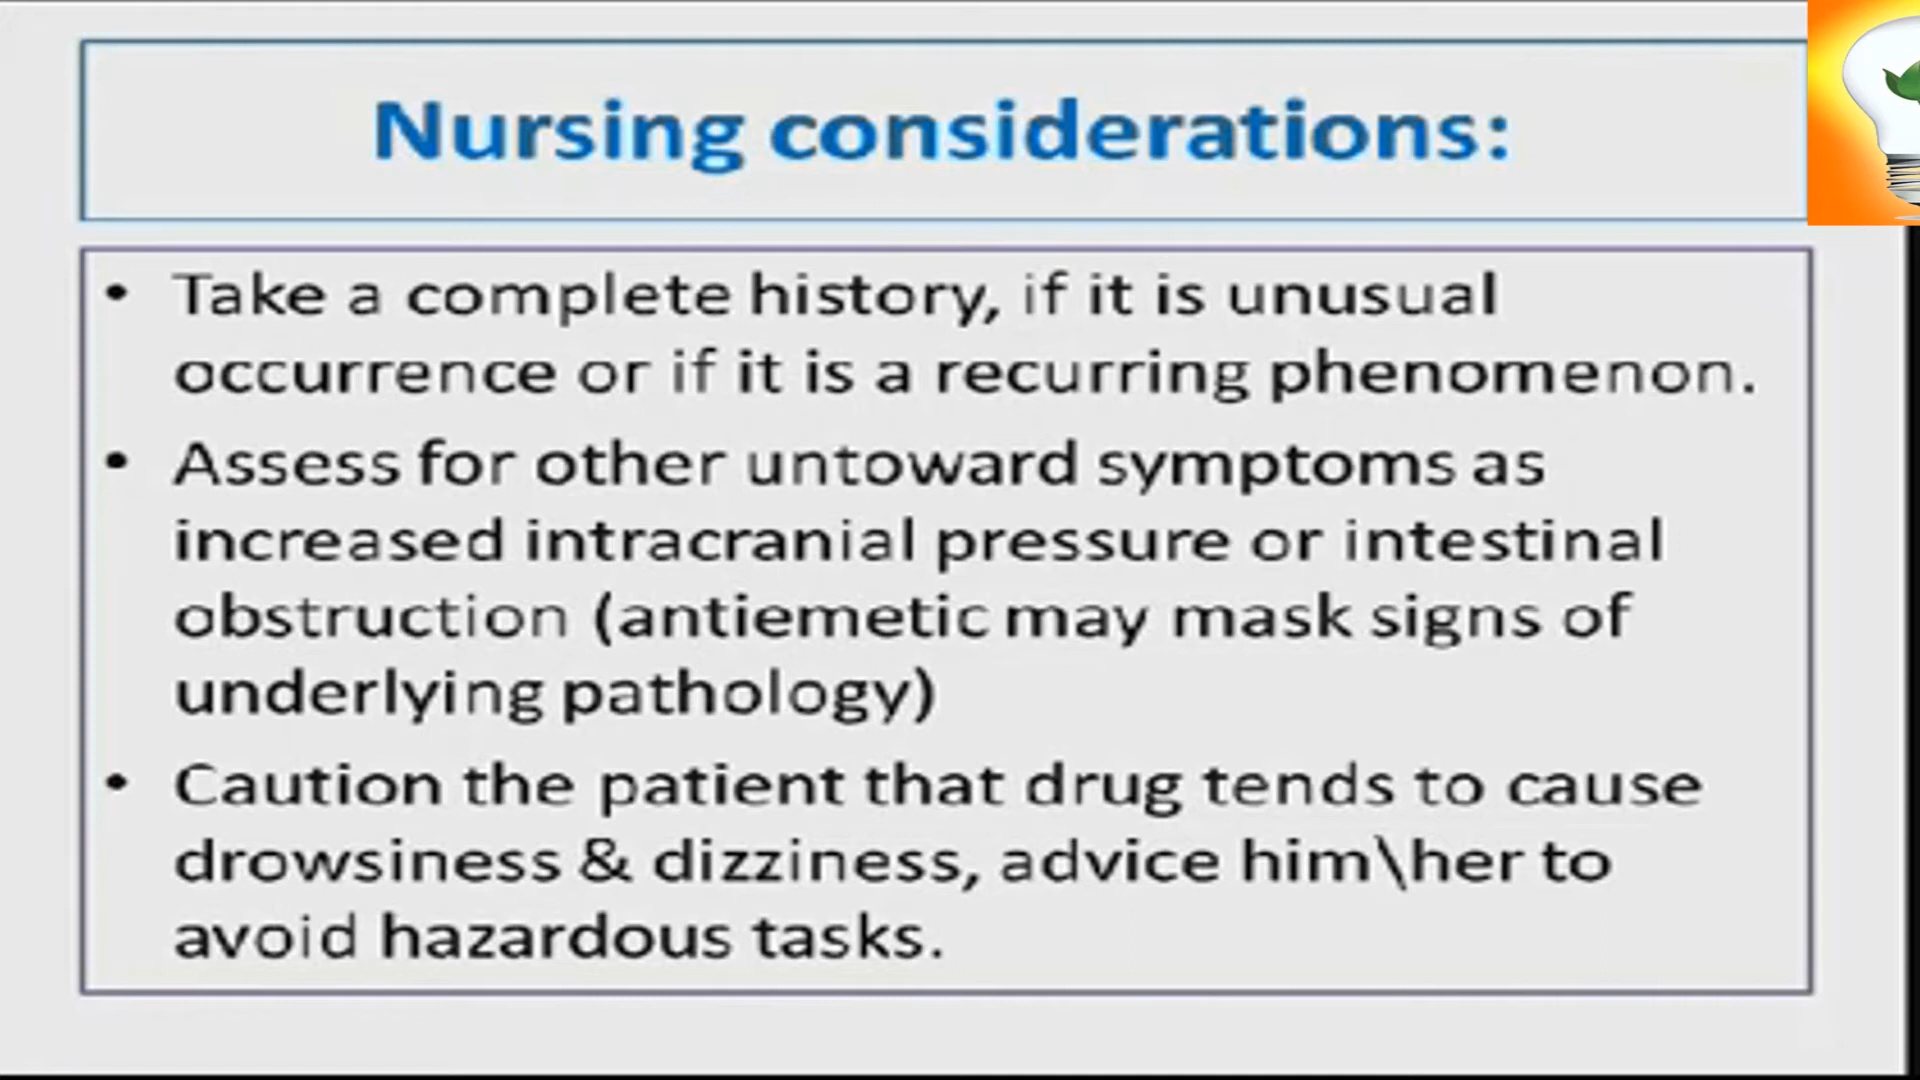 Nursing considerations:
• Take a complete history, if it is unusual
occurrence or if it is a recurring phenomenon.
• Assess for other untoward symptoms as
increased intracranial pressure or intestinal
obstruction (antiemetic may mask signs of
underlying pathology)
• Caution the patient that drug tends to cause
drowsiness & dizziness, advice him\her to
avoid hazardous tasks.